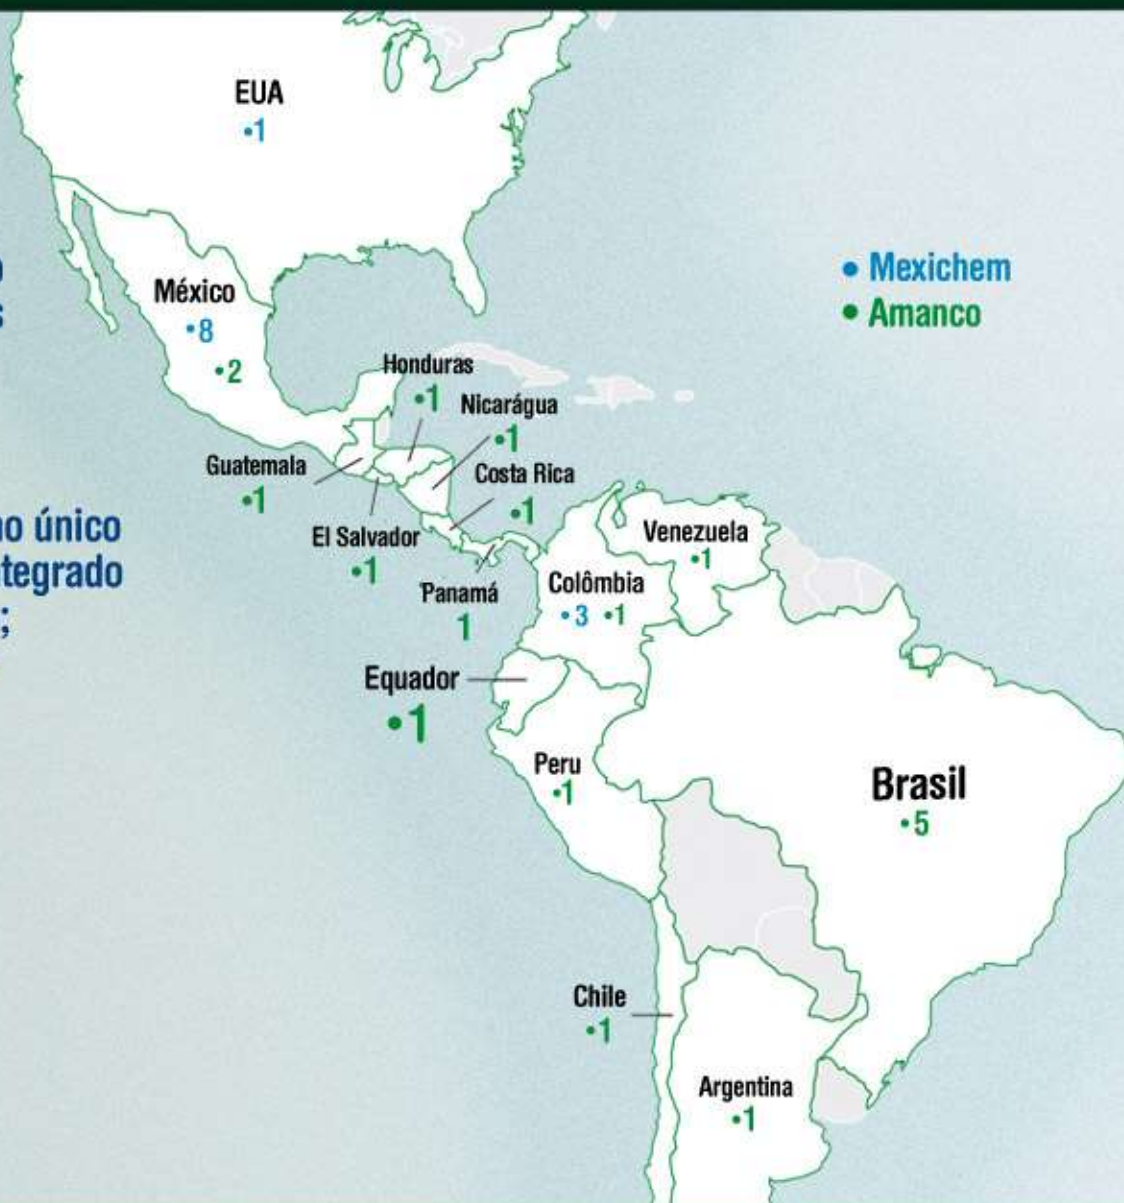 EUA
•1
• Mexichem
• Amanco
México
•8
•2
Honduras
•1
Nicarágua
•1
Guatemala
•1
Costa Rica
•1
El Salvador
•1
Panamá
1
Venezuela
•1
Colômbia
•3 •1
único
;
Equador
•1
Peru
•1
Brasil
•5
Chile
•1
Argentina
•1